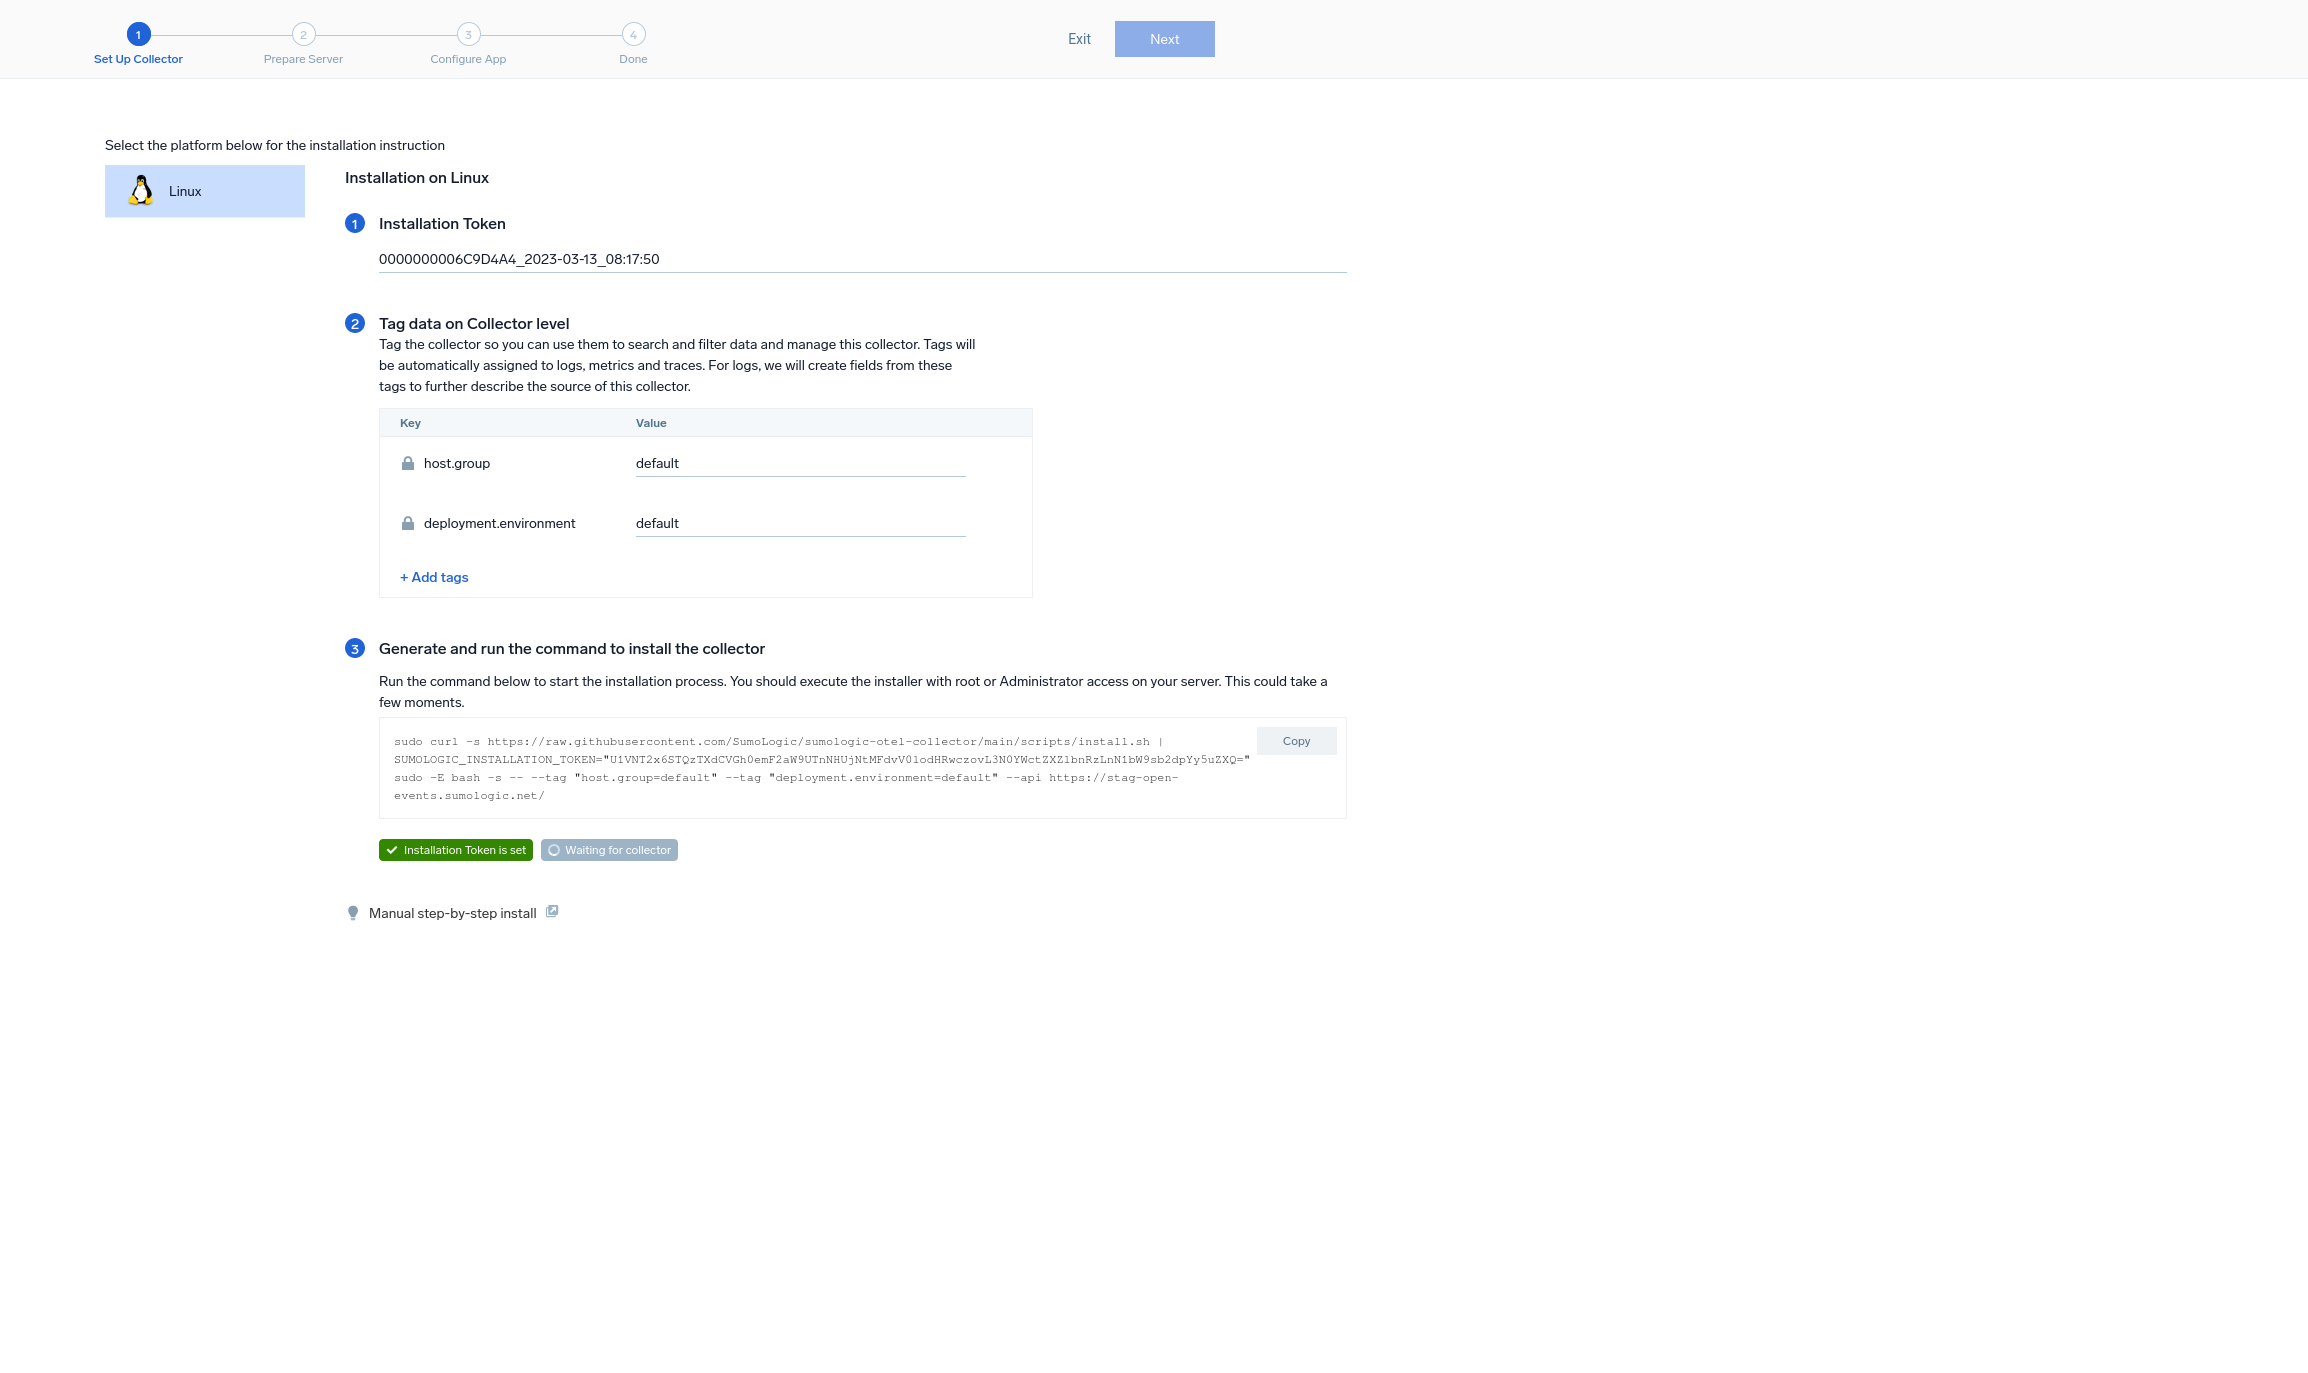 1
2
3
4
Set Up Collector
Prepare Server
Configure App
Done
Exit
Next
Select the platform below for the installation instruction
Linux
Installation on Linux
1 Installation Token
0000000006C9D4A4_2023-03-13_08:17:50
2 Tag data on Collector level
Tag the collector so you can use them to search and filter data and manage this collector. Tags will
be automatically assigned to logs, metrics and traces. For logs, we will create fields from these
tags to further describe the source of this collector.
Key Value
host.group default
deployment.environment default
+ Add tags
3 Generate and run the command to install the collector
Run the command below to start the installation process. You should execute the installer with root or Administrator access on your server. This could take a
few moments.
sudo curl -s https://raw.githubusercontent.com/SumoLogic/sumologic-otel-collector/main/scripts/install.sh |
SUMOLOGIC_INSTALLATION_TOKEN="U1VNT2x6STQzTXdCVGh0emF2aW9UTnNHUjNtMFdvV0lodHRwczovL3N0YWctZXZlbnRzLnN1bW9sb2dpYy5uZXQ="
sudo -E bash -s -- --tag "host.group=default" --tag "deployment.environment=default" --api https://stag-open-
events.sumologic.net/
Copy
Installation Token is set
Waiting for collector
Manual step-by-step install